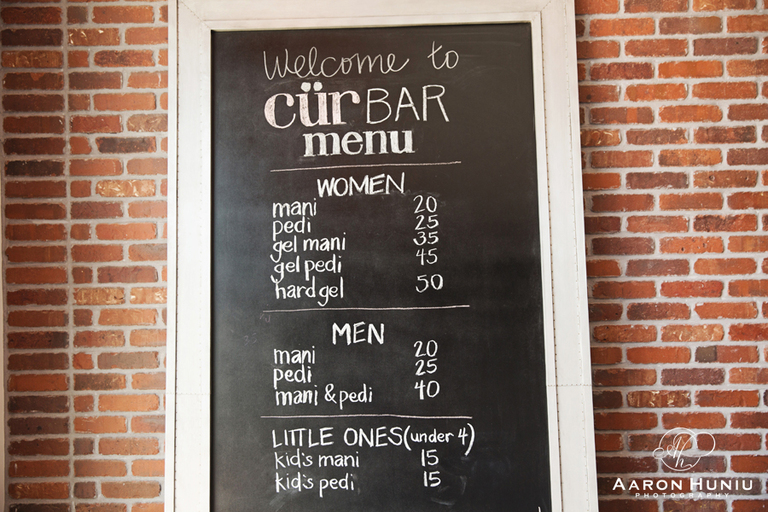 Welcome to
cürBAR
menu
WOMEN
mani 20
pedi 25
gel mani 35
gel pedi 45
hard gel 50
MEN
mani 20
pedi 25
mani & pedi 40
LITTLE ONES (under 4)
kid's mani 15
kid's pedi 15
AARON HUNIU
PHOTOGRAPHY